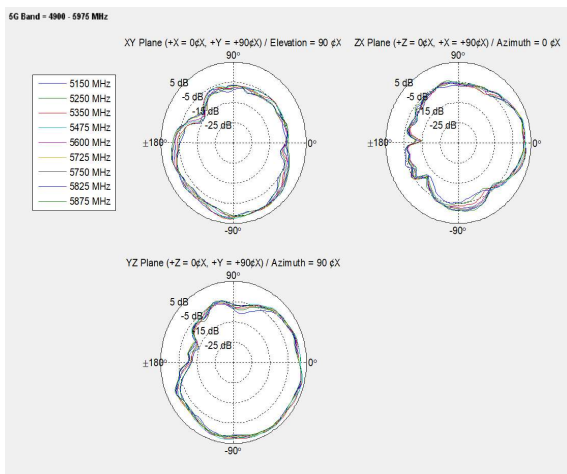 5G Band = 4900 - 5975 MHz
XY Plane (+X = 0¢X, +Y = +90¢X) / Elevation = 90 ¢X
90°
5 dB
-5 dB
-15 dB
-25 dB
±180°
0°
-90°
ZX Plane (+Z = 0¢X, +X = +90¢X) / Azimuth = 0 ¢X
90°
5 dB
-5 dB
-15 dB
-25 dB
±180°
0°
-90°
5150 MHz
5250 MHz
5350 MHz
5475 MHz
5600 MHz
5725 MHz
5750 MHz
5825 MHz
5875 MHz
YZ Plane (+Z = 0¢X, +Y = +90¢X) / Azimuth = 90 ¢X
90°
5 dB
-5 dB
-15 dB
-25 dB
±180°
0°
-90°